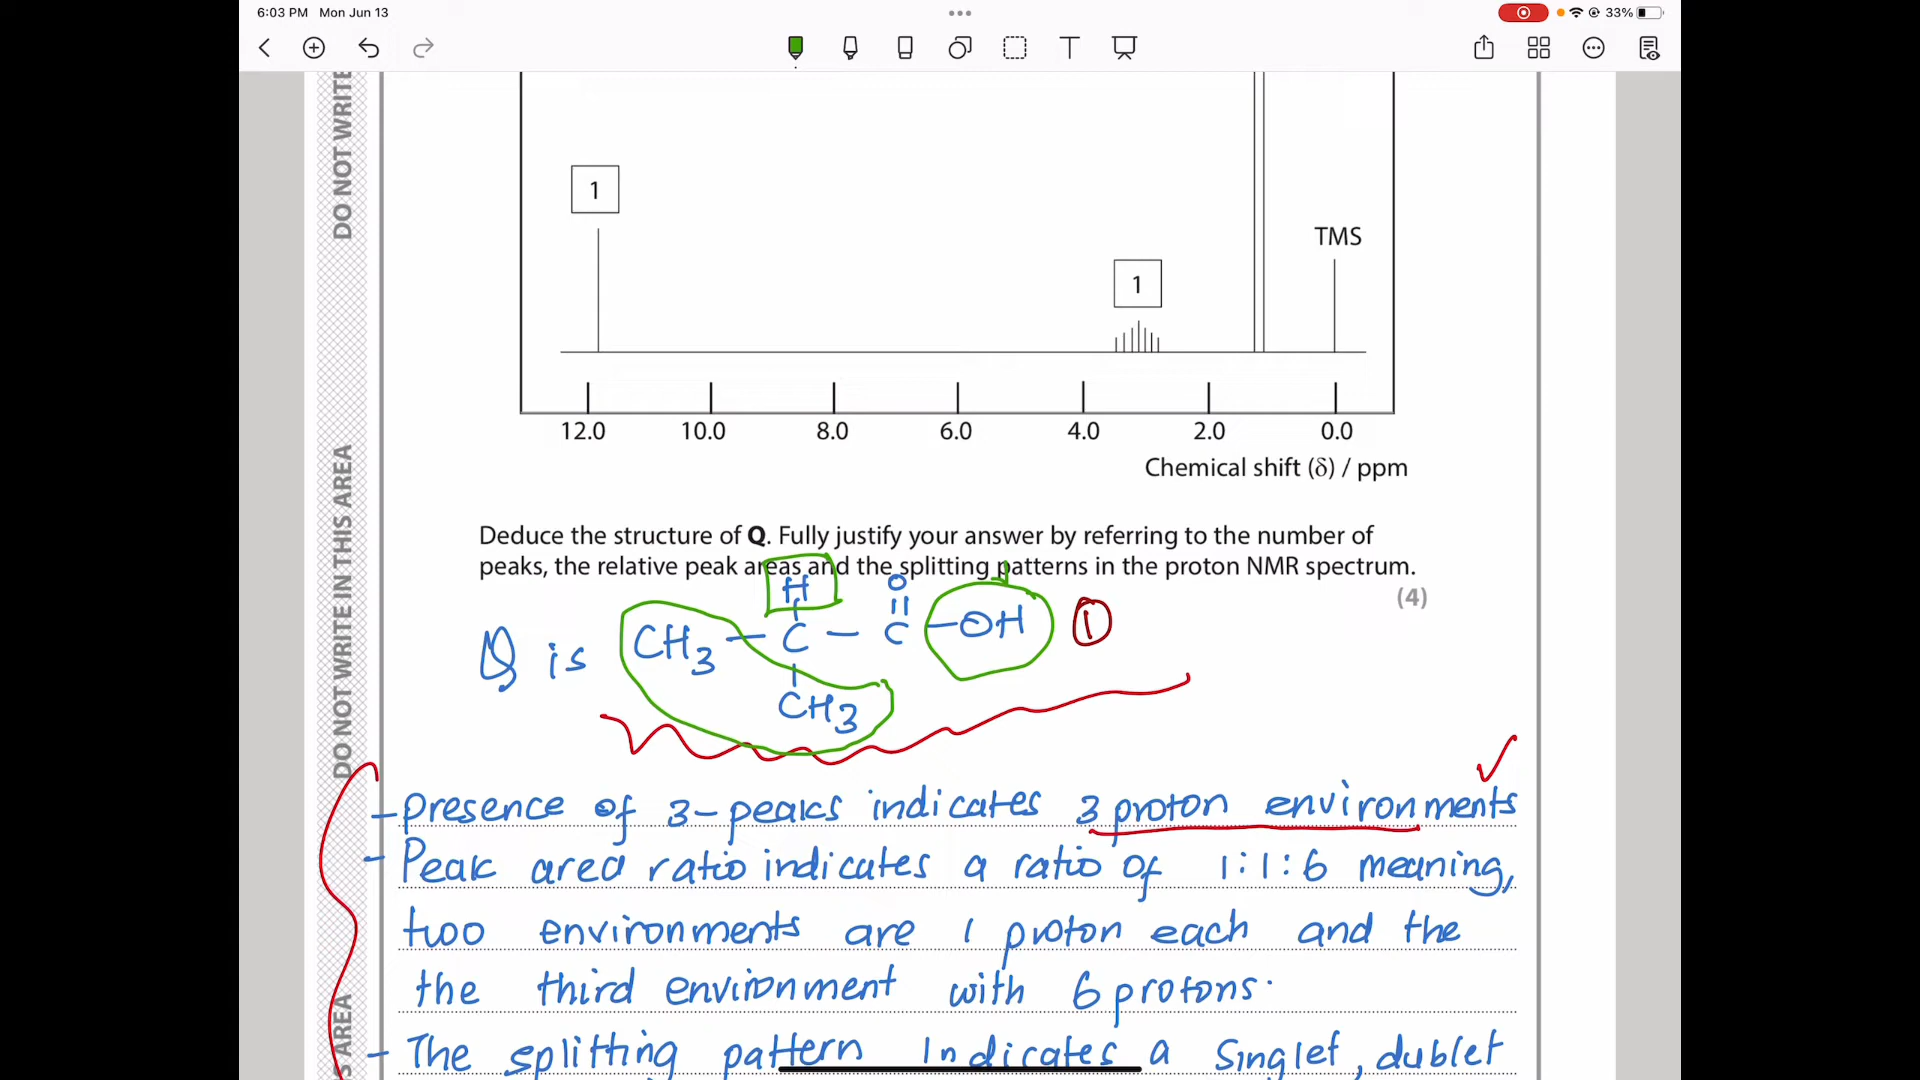 6:03 PM Mon Jun 13
33%
DO NOT WRITE
1
TMS
1
12.0 10.0 8.0 6.0 4.0 2.0 0.0
Chemical shift (δ) / ppm
DO NOT WRITE IN THIS AREA
Deduce the structure of Q. Fully justify your answer by referring to the number of
peaks, the relative peak areas and the splitting patterns in the proton NMR spectrum.
(4)
H O
Q is CH3 — C — C — OH 1
CH3
- Presence of 3-peaks indicates 3 proton environments
- Peak area ratio indicates a ratio of 1:1:6 meaning,
two environments are 1 proton each and the
the third environment with 6 protons.
- The splitting pattern Indicates a singlet, dublet
S AREA
T